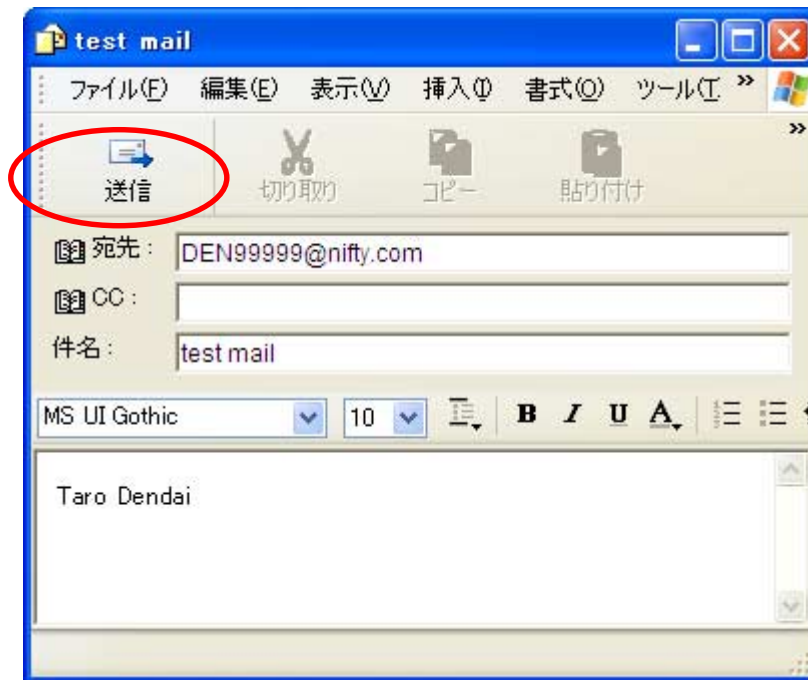 test mail
ファイル(F) 編集(E) 表示(V) 挿入(I) 書式(O) ツール(T
送信 切り取り コピー 貼り付け
宛先: DEN99999@nifty.com
CC:
件名: test mail
MS UI Gothic 10 B I U A
Taro Dendai